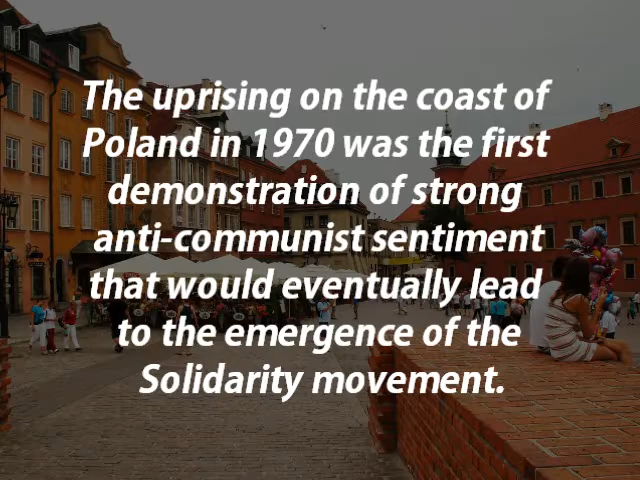 The uprising on the coast of
Poland in 1970 was the first
demonstration of strong
anti-communist sentiment
that would eventually lead
to the emergence of the
Solidarity movement.